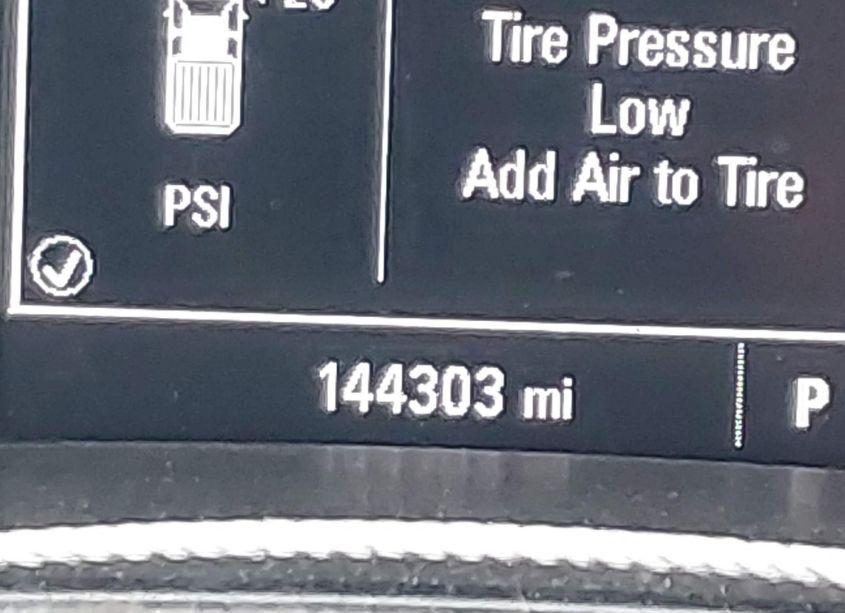 Tire Pressure
Low
Add Air to Tire
PSI
144303 mi
P